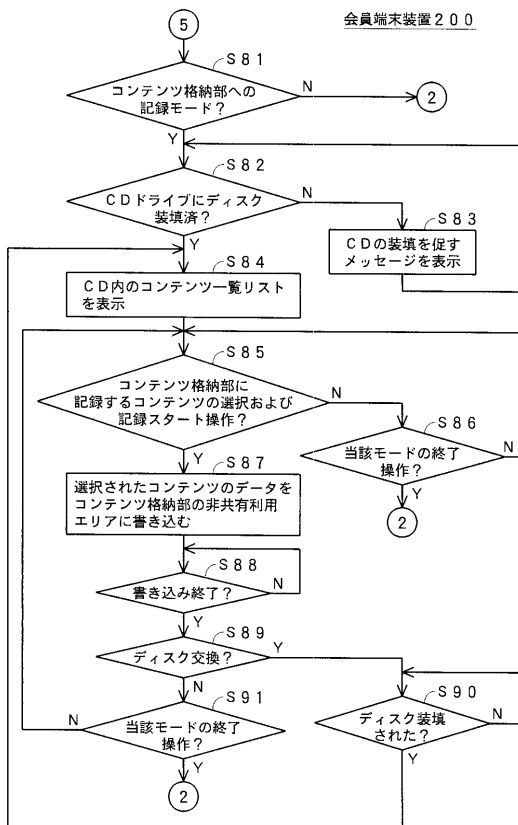 会員端末装置200
5
S81
コンテンツ格納部への
記録モード？
N
2
Y
S82
CDドライブにディスク
装填済？
N
Y
S83
CDの装填を促す
メッセージを表示
S84
CD内のコンテンツ一覧リスト
を表示
S85
コンテンツ格納部に
記録するコンテンツの選択および
記録スタート操作？
N
Y
S86
当該モードの終了
操作？
N
Y
2
S87
選択されたコンテンツのデータを
コンテンツ格納部の非共有利用
エリアに書き込む
S88
書き込み終了？
N
Y
S89
ディスク交換？
Y
N
S90
ディスク装填
された？
N
Y
S91
当該モードの終了
操作？
N
Y
2